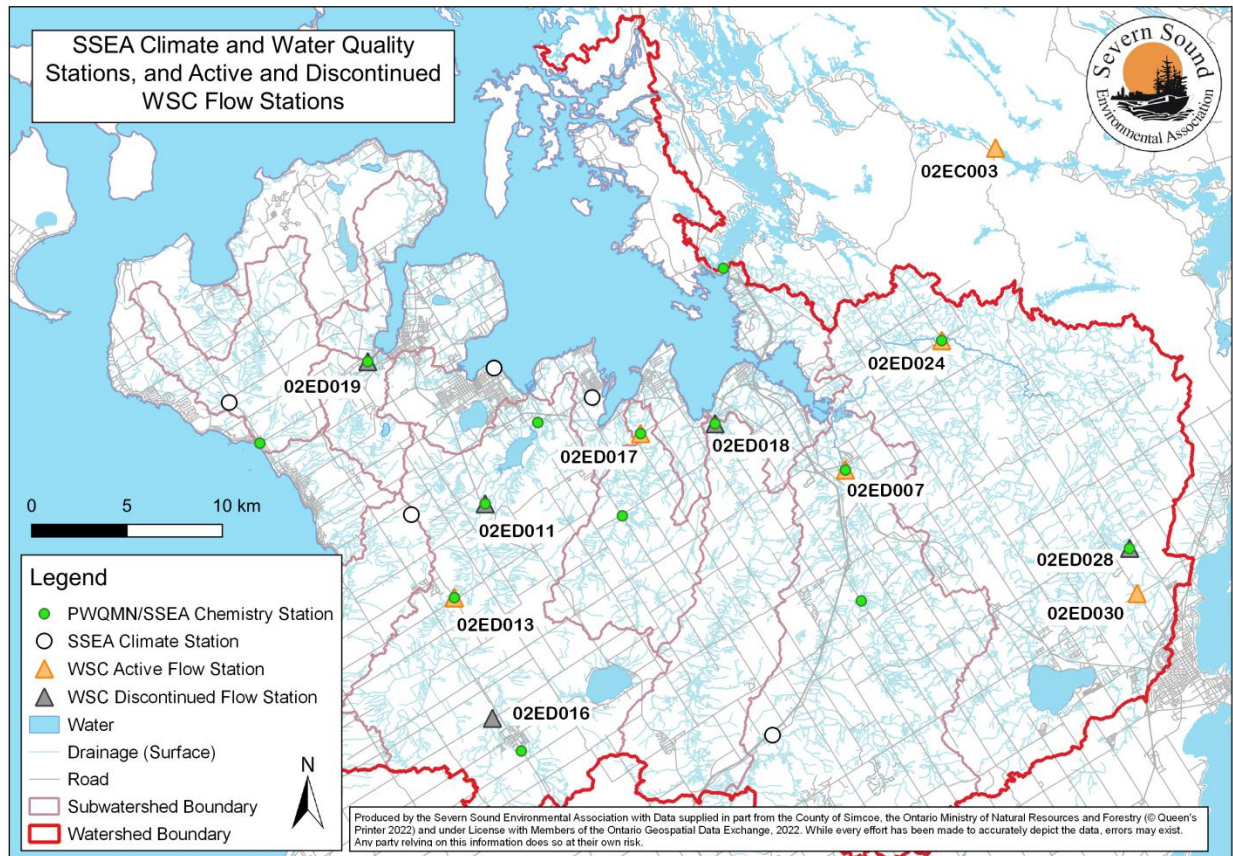 SSEA Climate and Water Quality
Stations, and Active and Discontinued
WSC Flow Stations
Severn Sound
Environmental Association
02EC003
02ED024
02ED019
02ED017
02ED018
02ED007
02ED011
02ED028
02ED030
02ED013
02ED016
0 5 10 km
Legend
PWQMN/SSEA Chemistry Station
SSEA Climate Station
WSC Active Flow Station
WSC Discontinued Flow Station
Water
Drainage (Surface)
Road
Subwatershed Boundary
Watershed Boundary
N
Produced by the Severn Sound Environmental Association with Data supplied in part from the County of Simcoe, the Ontario Ministry of Natural Resources and Forestry (© Queen's
Printer 2022) and under License with Members of the Ontario Geospatial Data Exchange, 2022. While every effort has been made to accurately depict the data, errors may exist.
Any party relying on this information does so at their own risk.